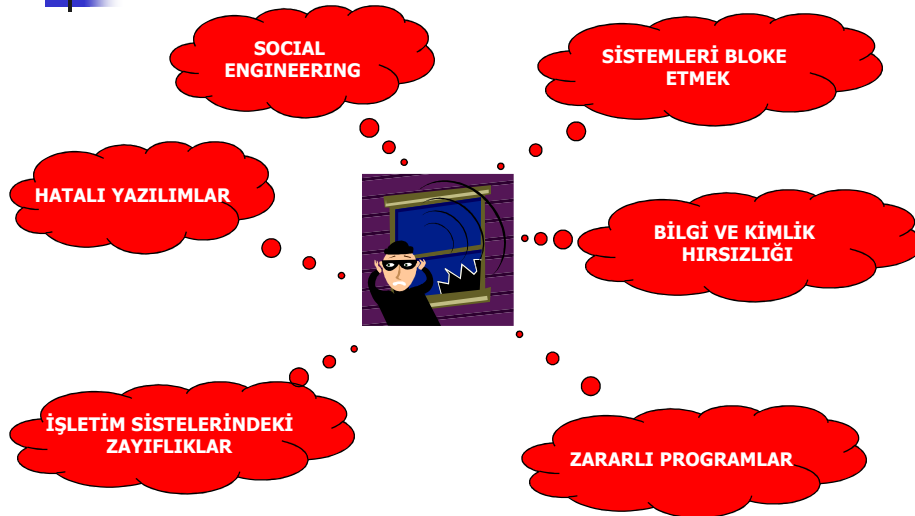 SOCIAL
ENGINEERING
SİSTEMLERİ BLOKE
ETMEK
HATALI YAZILIMLAR
BİLGİ VE KİMLİK
HIRSIZLIĞI
İŞLETİM SİSTELERİNDEKİ
ZAYIFLIKLAR
ZARARLI PROGRAMLAR